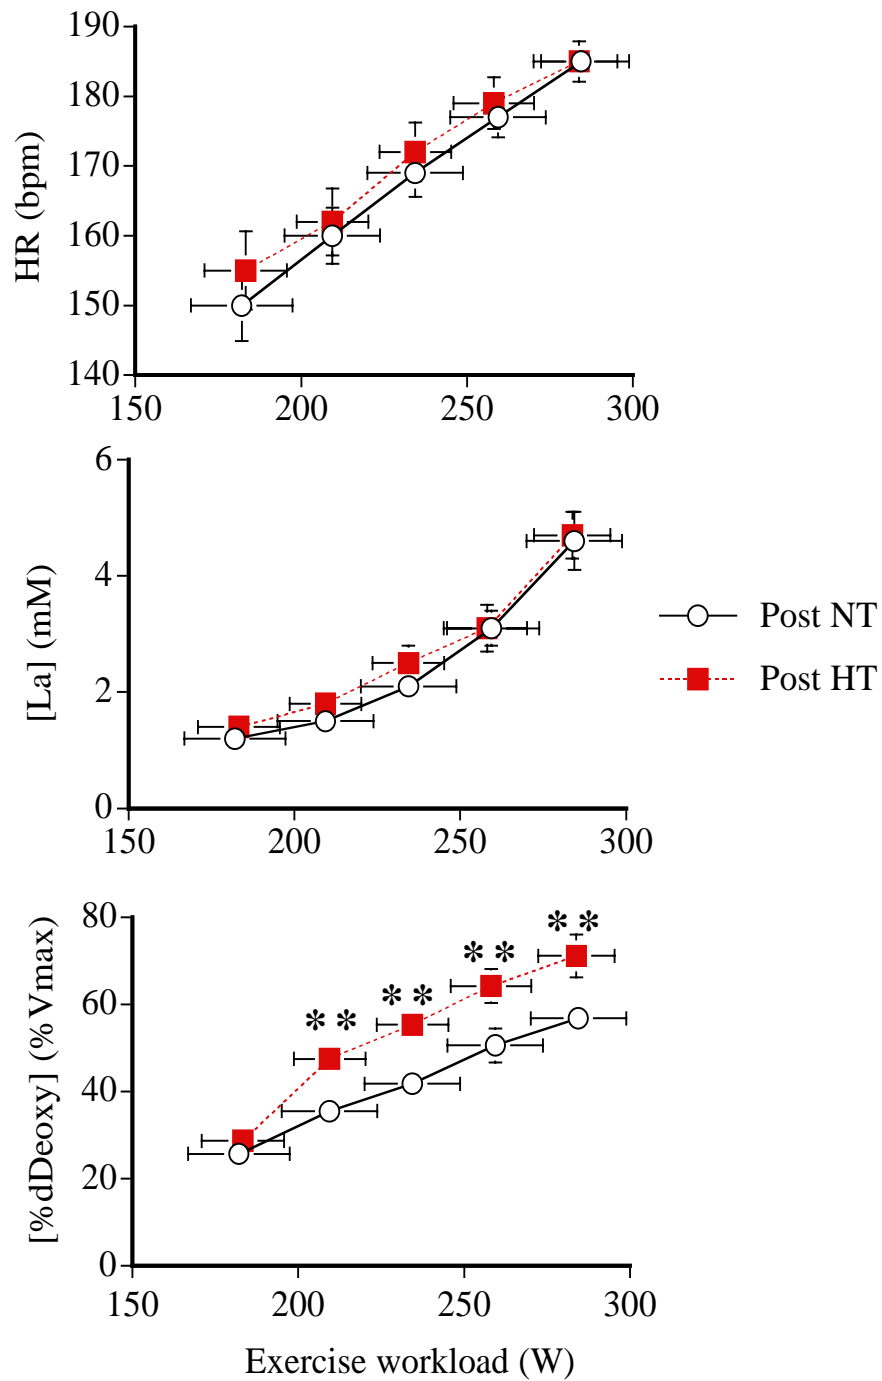 190
180
170
160
150
140
HR (bpm)
150 200 250 300
6
4
2
0
[La] (mM)
150 200 250 300
Post NT
Post HT
80
60
40
20
0
[%dDeoxy] (%Vmax)
** ** ** **
150 200 250 300
Exercise workload (W)